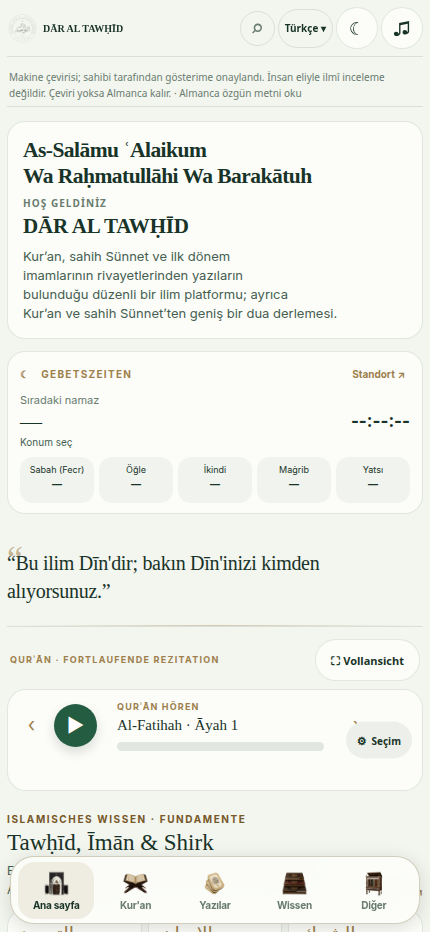 DĀR AL TAWḤĪD
Türkçe ▾
Makine çevirisi; sahibi tarafından gösterime onaylandı. İnsan eliyle ilmî inceleme
değildir. Çeviri yoksa Almanca kalır. · Almanca özgün metni oku
As-Salāmu ʿAlaikum
Wa Raḥmatullāhi Wa Barakātuh
HOŞ GELDİNİZ
DĀR AL TAWḤĪD
Kur’an, sahih Sünnet ve ilk dönem
imamlarının rivayetlerinden yazıların
bulunduğu düzenli bir ilim platformu; ayrıca
Kur’an ve sahih Sünnet’ten geniş bir dua derlemesi.
☾ GEBETSZEITEN
Standort ↗
Sıradaki namaz
—
--:--:--
Konum seç
Sabah (Fecr)
—
Öğle
—
İkindi
—
Mağrib
—
Yatsı
—
“Bu ilim Dīn'dir; bakın Dīn'inizi kimden
alıyorsunuz.”
QURʾĀN · FORTLAUFENDE REZITATION
⛶ Vollansicht
QURʾĀN HÖREN
Al-Fatihah · Āyah 1
⚙ Seçim
ISLAMISCHES WISSEN · FUNDAMENTE
Tawḥīd, Īmān & Shirk
Ana sayfa
Kur'an
Yazılar
Wissen
Diğer